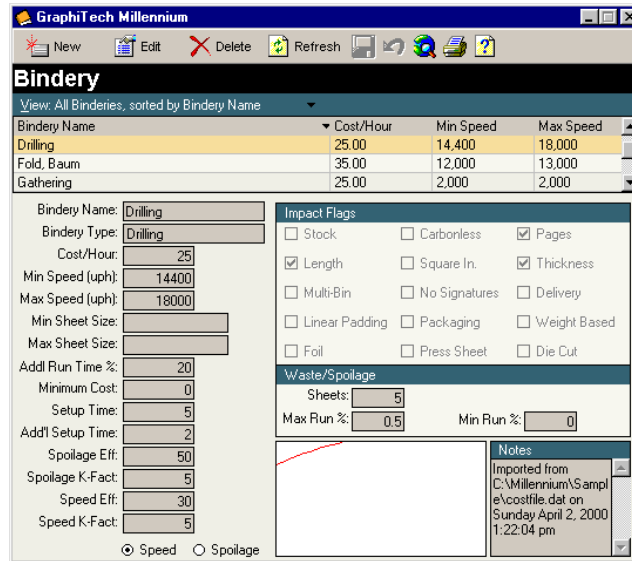 GraphiTech Millennium
New Edit Delete Refresh
Bindery
View: All Binderies, sorted by Bindery Name
Bindery Name Cost/Hour Min Speed Max Speed
Drilling 25.00 14,400 18,000
Fold, Baum 35.00 12,000 13,000
Gathering 25.00 2,000 2,000
Bindery Name: Drilling
Bindery Type: Drilling
Cost/Hour: 25
Min Speed (uph): 14400
Max Speed (uph): 18000
Min Sheet Size:
Max Sheet Size:
Addl Run Time %: 20
Minimum Cost: 0
Setup Time: 5
Add'l Setup Time: 2
Spoilage Eff: 50
Spoilage K-Fact: 5
Speed Eff: 30
Speed K-Fact: 5
Speed Spoilage
Impact Flags
Stock Carbonless Pages
Length Square In. Thickness
Multi-Bin No Signatures Delivery
Linear Padding Packaging Weight Based
Foil Press Sheet Die Cut
Waste/Spoilage
Sheets: 5
Max Run %: 0.5 Min Run %: 0
Notes
Imported from
C:\Millennium\Sampl
e\costfile.dat on
Sunday April 2, 2000
1:22:04 pm